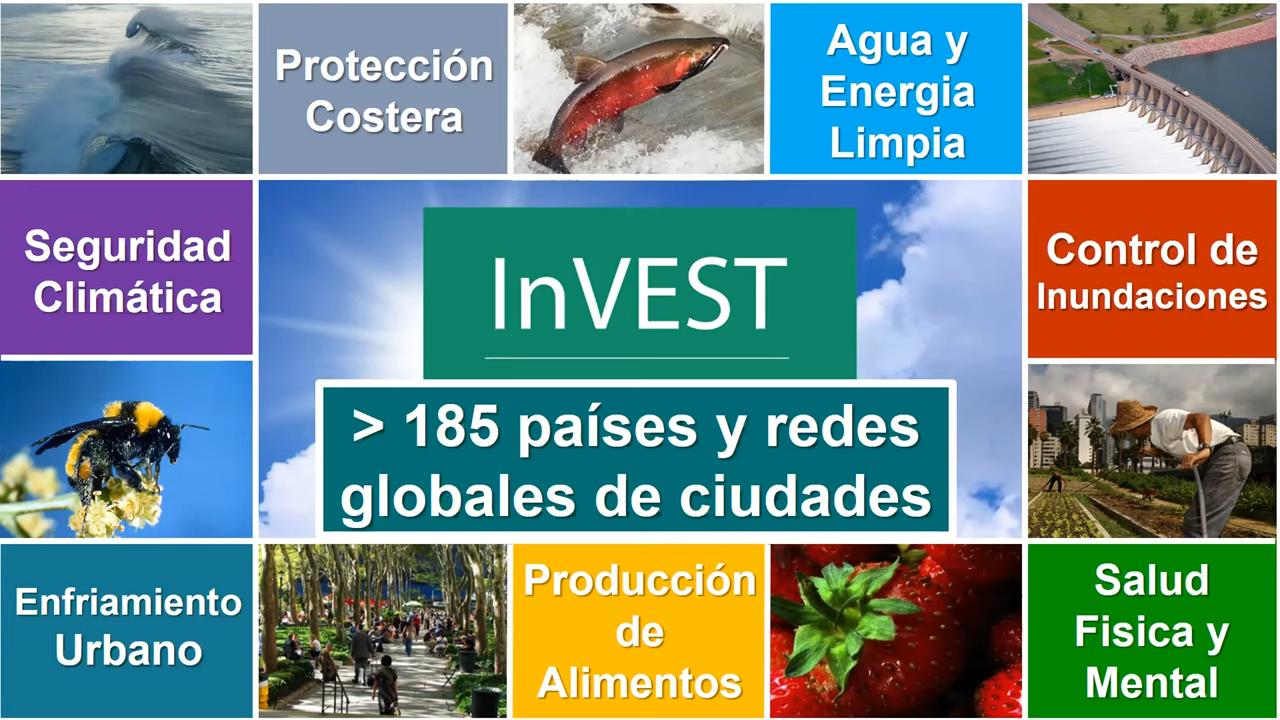 Protección
Costera
Agua y
Energia
Limpia
Seguridad
Climática
InVEST
Control de
Inundaciones
> 185 países y redes
globales de ciudades
Enfriamiento
Urbano
Producción
de
Alimentos
Salud
Fisica y
Mental